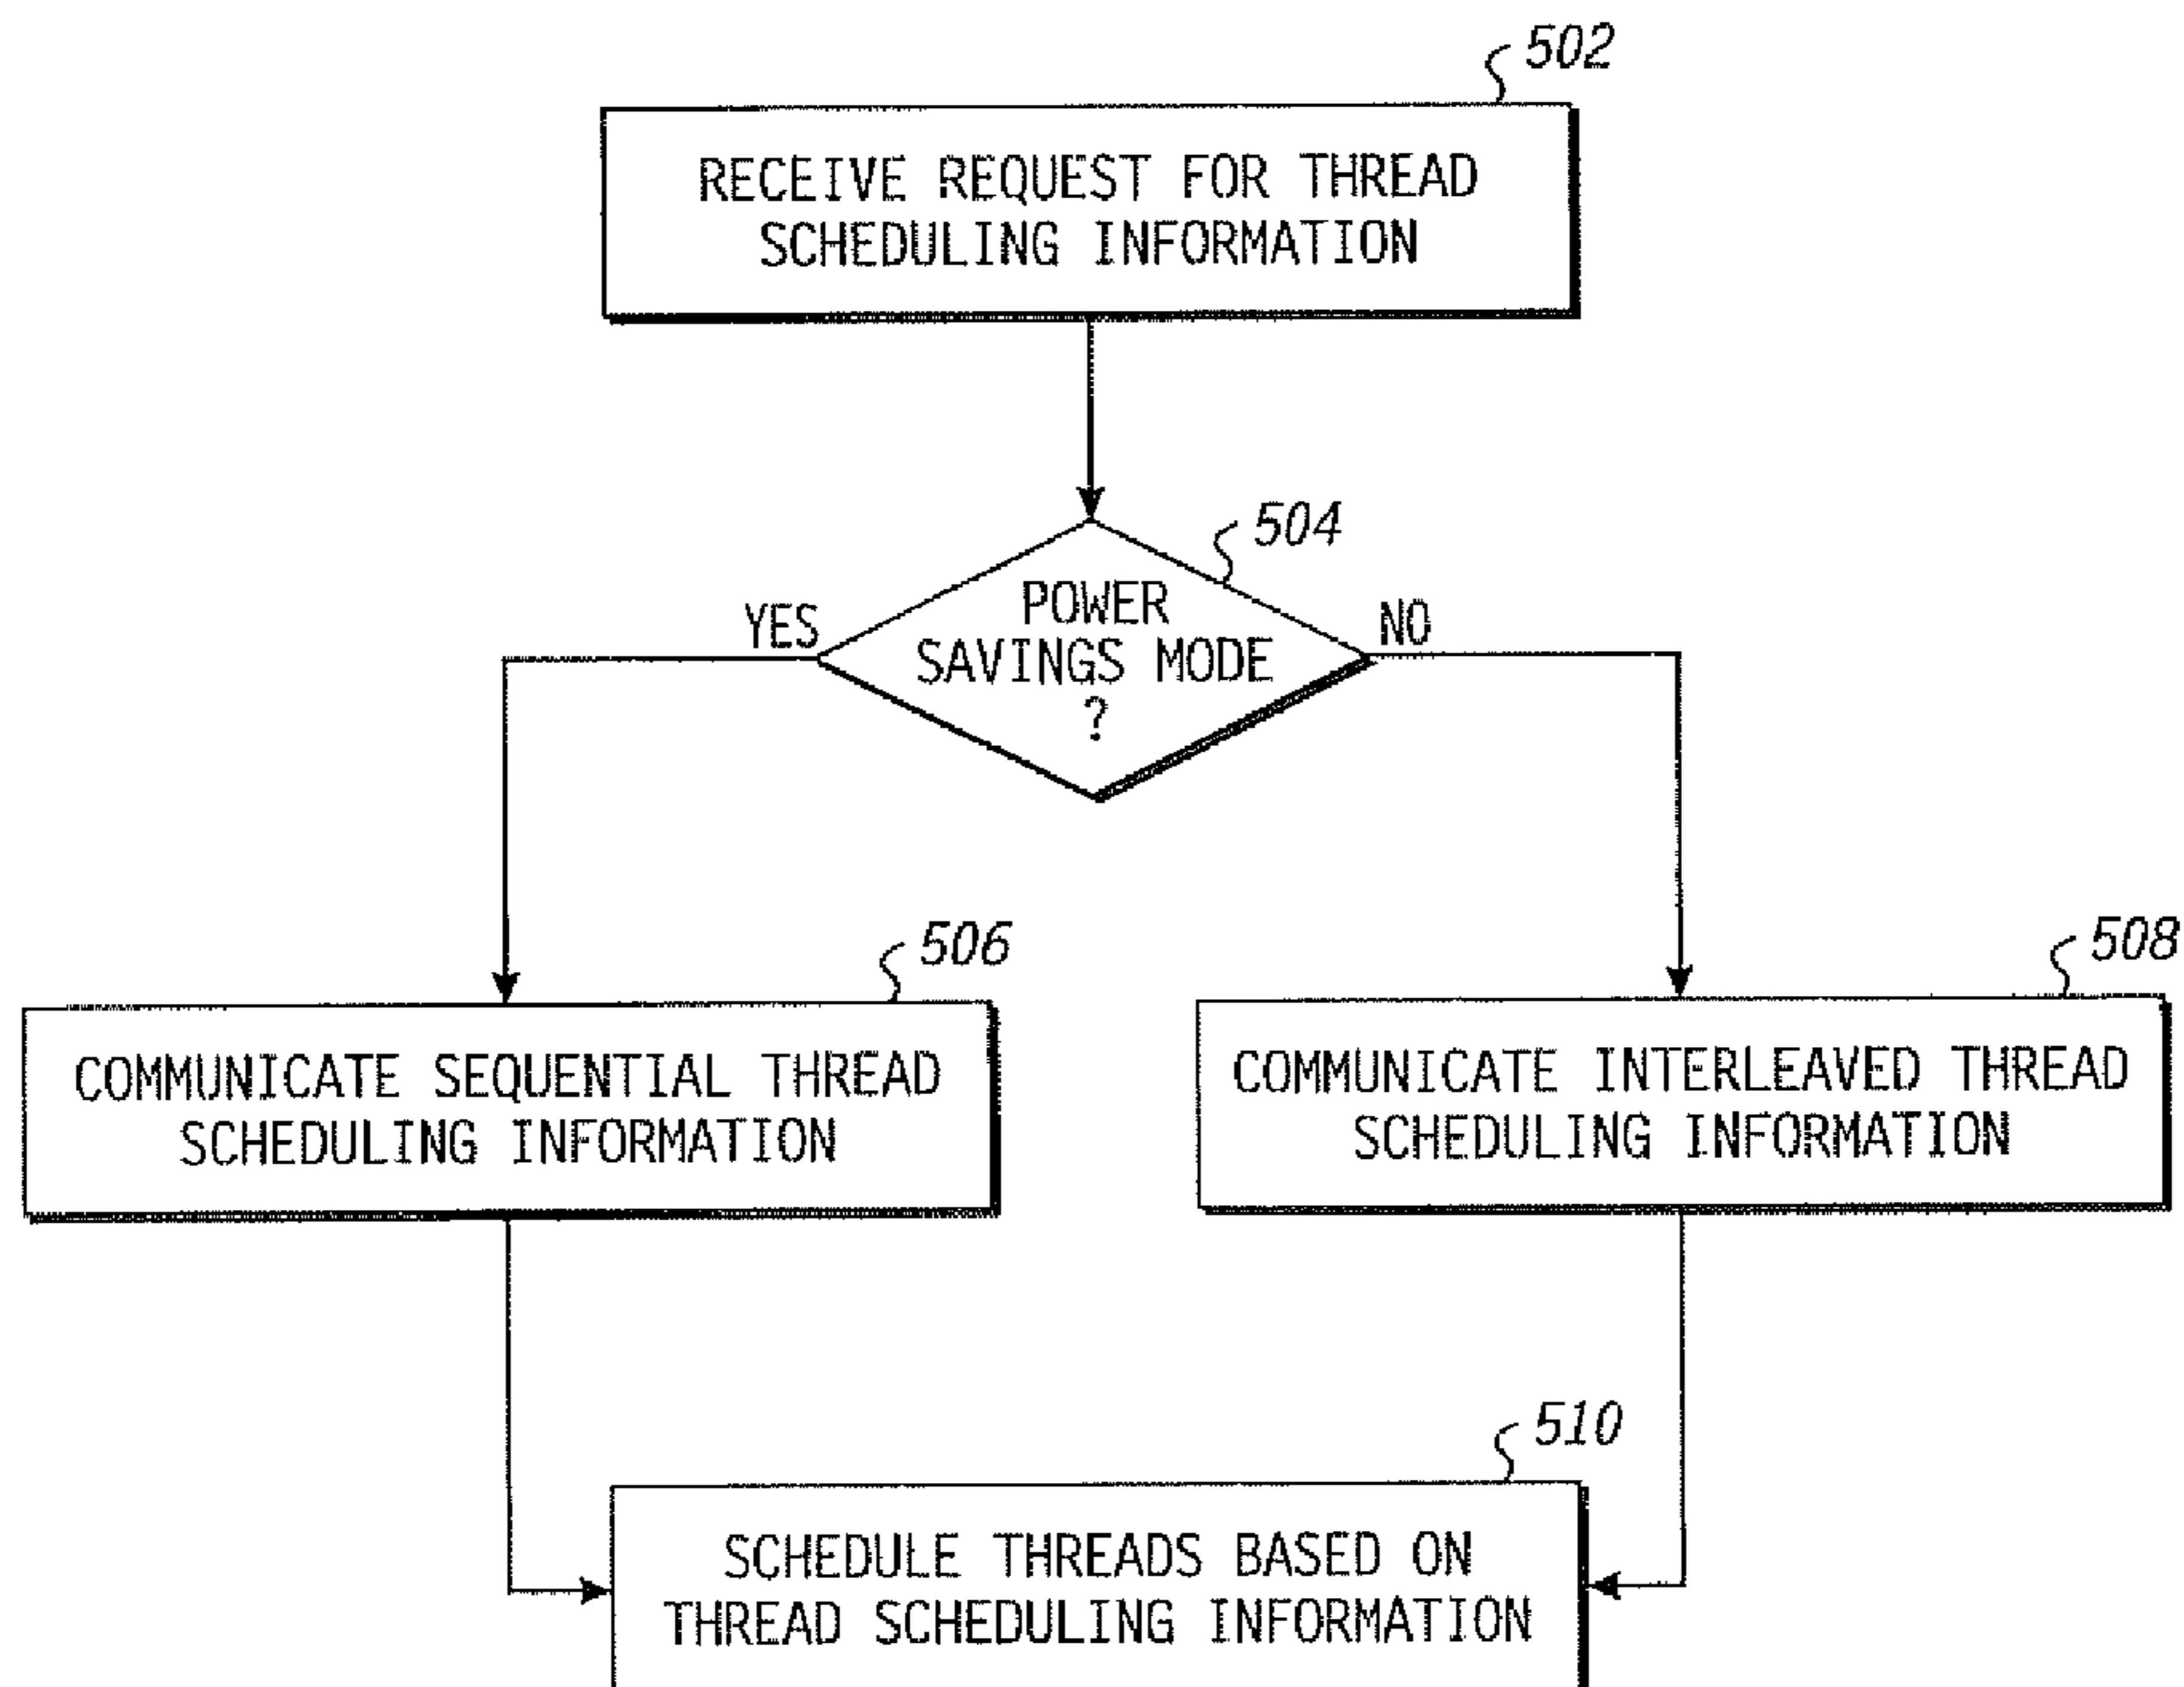 502
RECEIVE REQUEST FOR THREAD
SCHEDULING INFORMATION
504
POWER
SAVINGS MODE
?
YES
NO
506
COMMUNICATE SEQUENTIAL THREAD
SCHEDULING INFORMATION
508
COMMUNICATE INTERLEAVED THREAD
SCHEDULING INFORMATION
510
SCHEDULE THREADS BASED ON
THREAD SCHEDULING INFORMATION